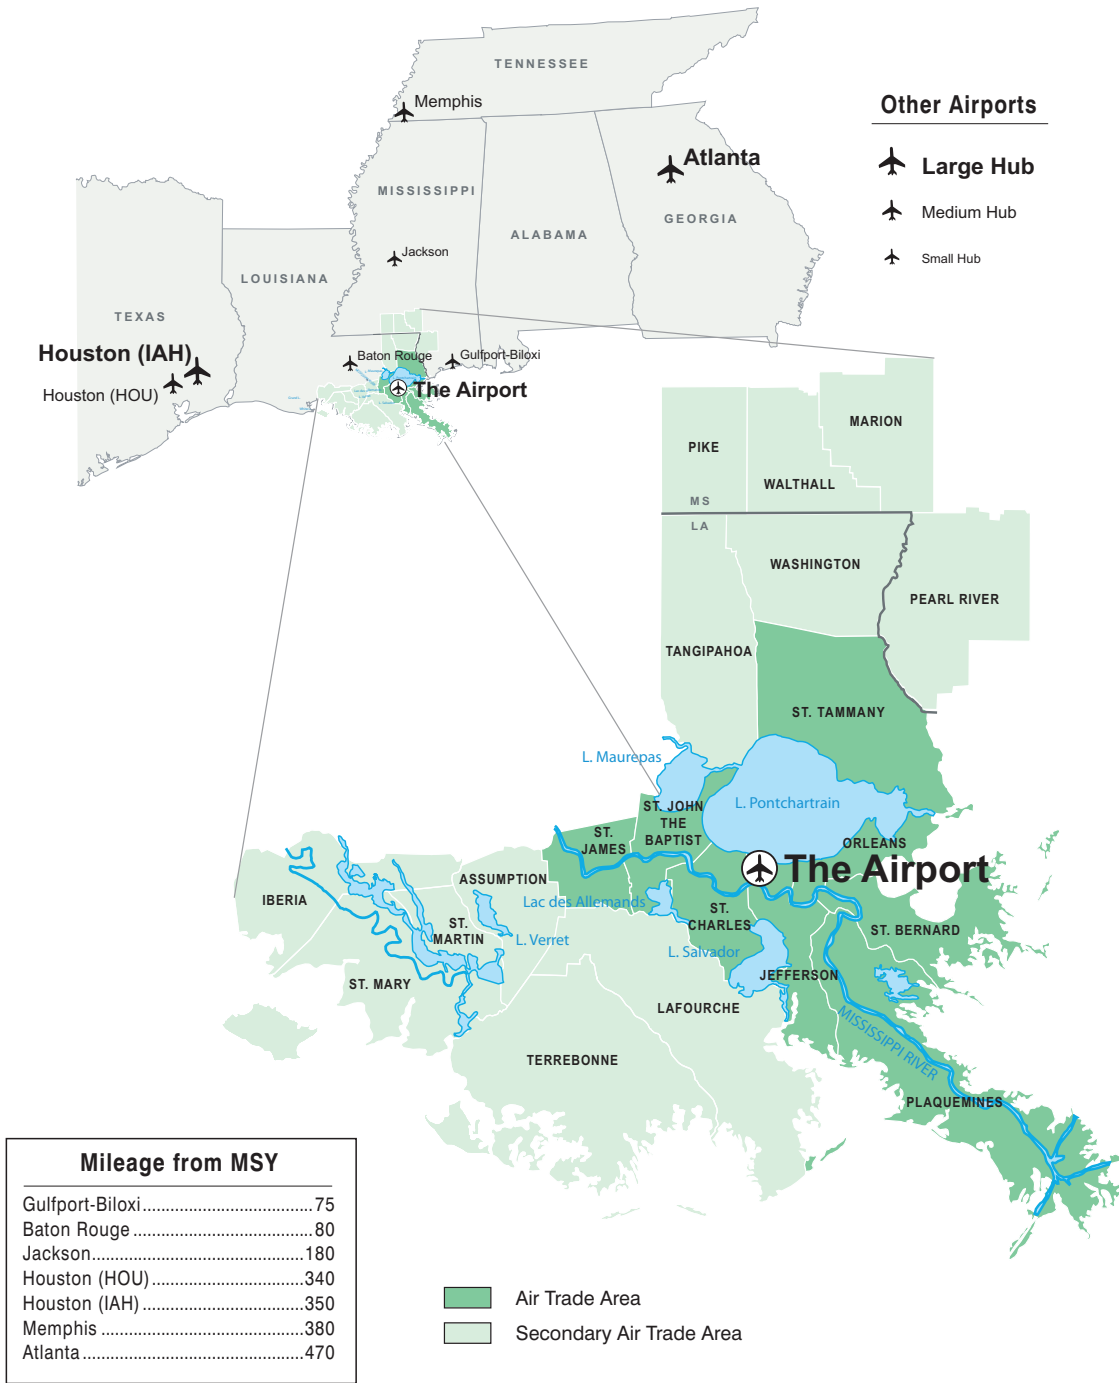 TENNESSEE
Memphis
Other Airports
Large Hub
Medium Hub
Small Hub
Atlanta
MISSISSIPPI
GEORGIA
ALABAMA
Jackson
LOUISIANA
TEXAS
Houston (IAH)
Houston (HOU)
Baton Rouge
Gulfport-Biloxi
The Airport
MARION
PIKE
WALTHALL
MS
LA
WASHINGTON
PEARL RIVER
TANGIPAHOA
ST. TAMMANY
L. Maurepas
L. Pontchartrain
ST. JOHN
THE
BAPTIST
ST.
JAMES
ORLEANS
The Airport
ASSUMPTION
IBERIA
Lac des Allemands
ST.
CHARLES
ST.
MARTIN
L. Verret
ST. BERNARD
L. Salvador
JEFFERSON
ST. MARY
LAFOURCHE
MISSISSIPPI RIVER
TERREBONNE
PLAQUEMINES
Mileage from MSY
Gulfport-Biloxi...................................75
Baton Rouge.....................................80
Jackson............................................180
Houston (HOU)...............................340
Houston (IAH).................................350
Memphis..........................................380
Atlanta..............................................470
Air Trade Area
Secondary Air Trade Area